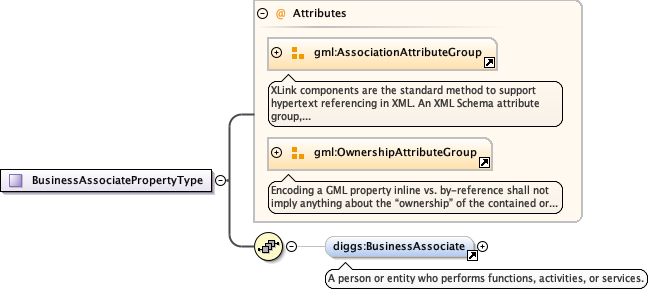 @ Attributes
gml:AssociationAttributeGroup
XLink components are the standard method to support
hypertext referencing in XML. An XML Schema attribute
group,...
gml:OwnershipAttributeGroup
Encoding a GML property inline vs. by-reference shall not
imply anything about the “ownership” of the contained or...
BusinessAssociatePropertyType
diggs:BusinessAssociate
A person or entity who performs functions, activities, or services.